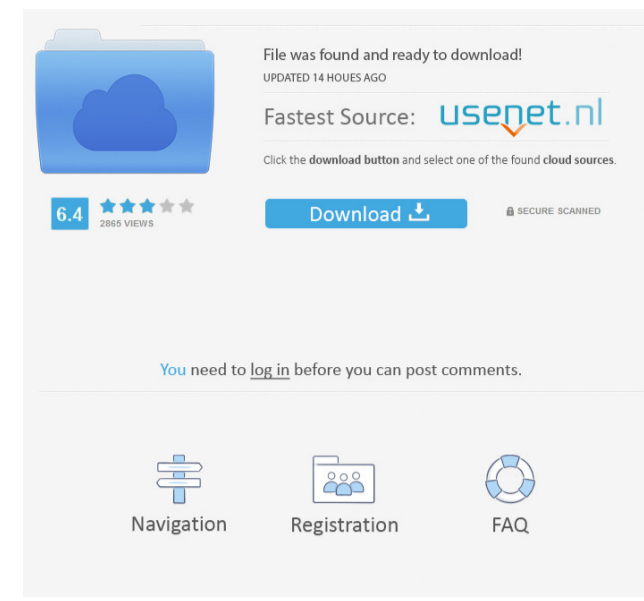 File was found and ready to download!
UPDATED 14 HOUES AGO
Fastest Source: usenet.nl
Click the download button and select one of the found cloud sources.
6.4
2865 VIEWS
Download
SECURE SCANNED
You need to log in before you can post comments.
Navigation
Registration
FAQ